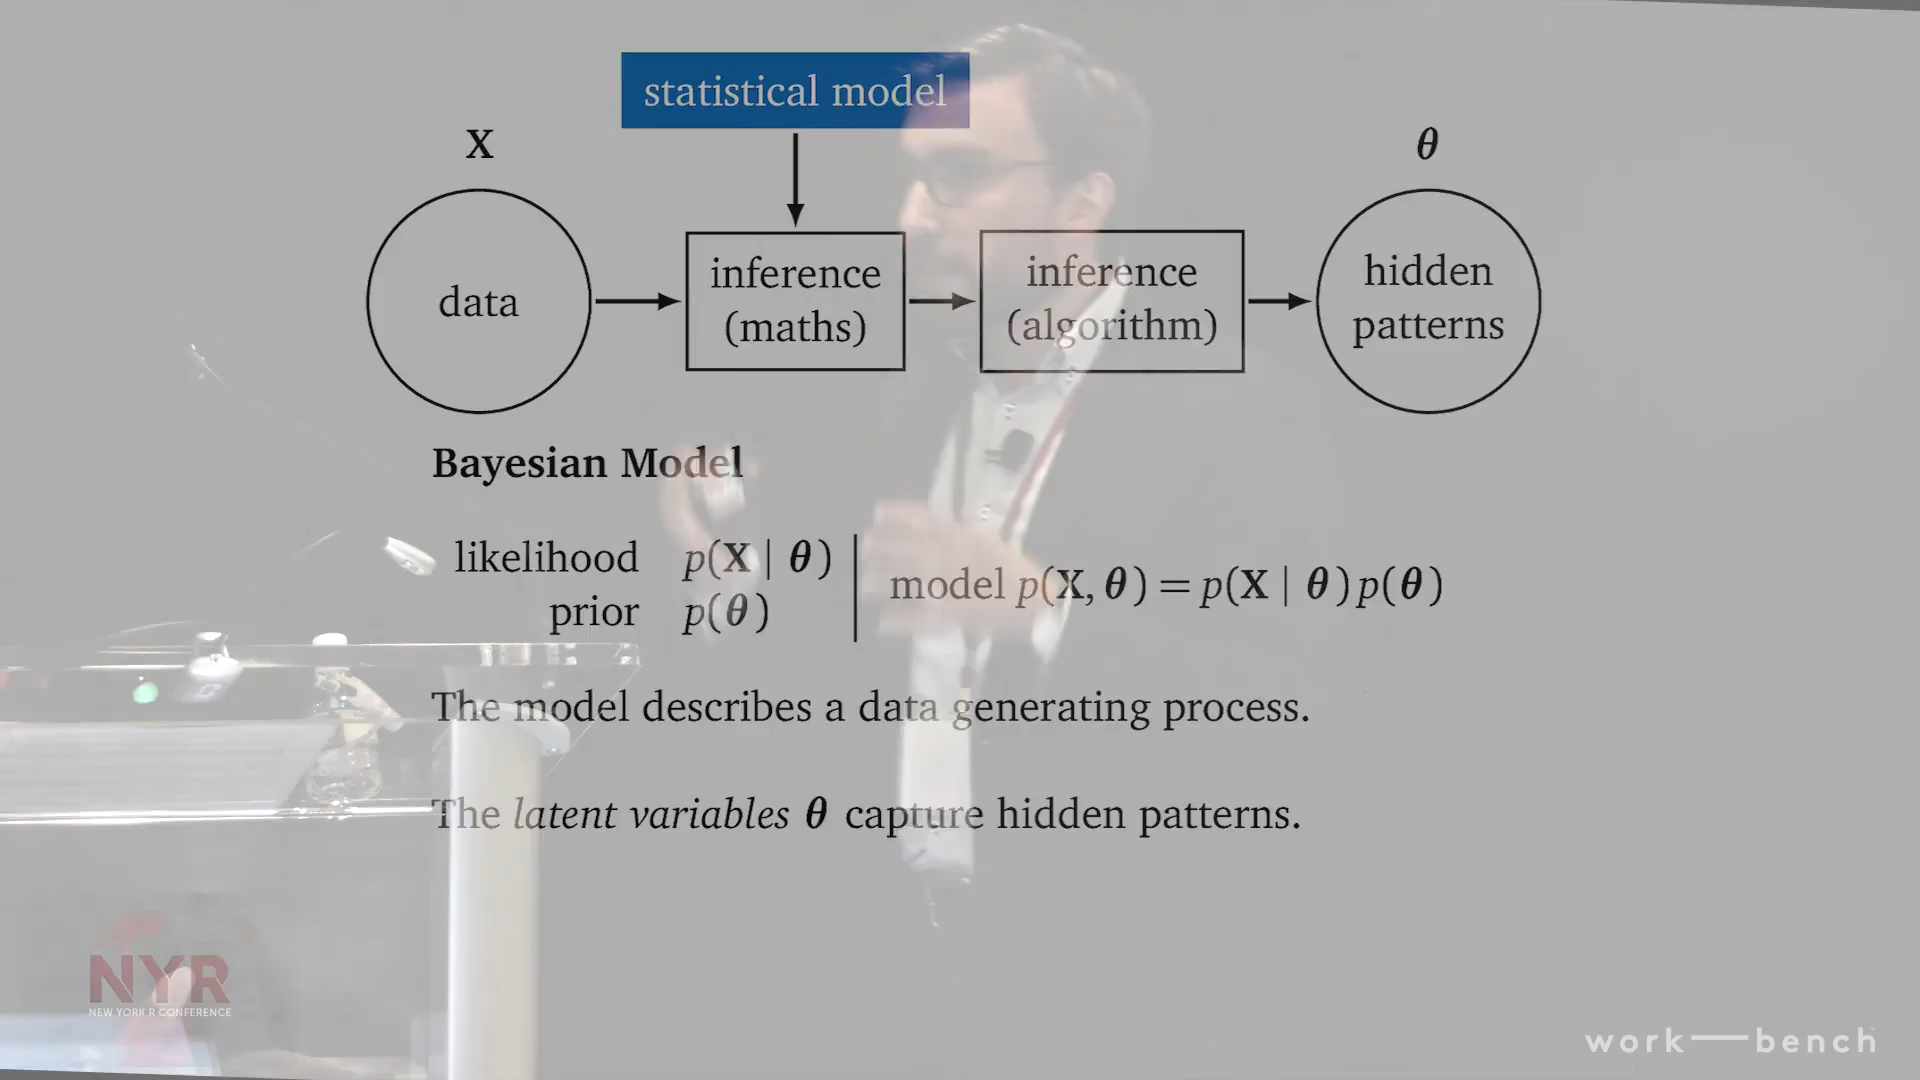 statistical model
X
θ
data
inference
(maths)
inference
(algorithm)
hidden
patterns
Bayesian Model
likelihood p(X | θ)
prior p(θ)
model p(X, θ) = p(X | θ) p(θ)
The model describes a data generating process.
The latent variables θ capture hidden patterns.
NYR
NEW YORK R CONFERENCE
work—bench